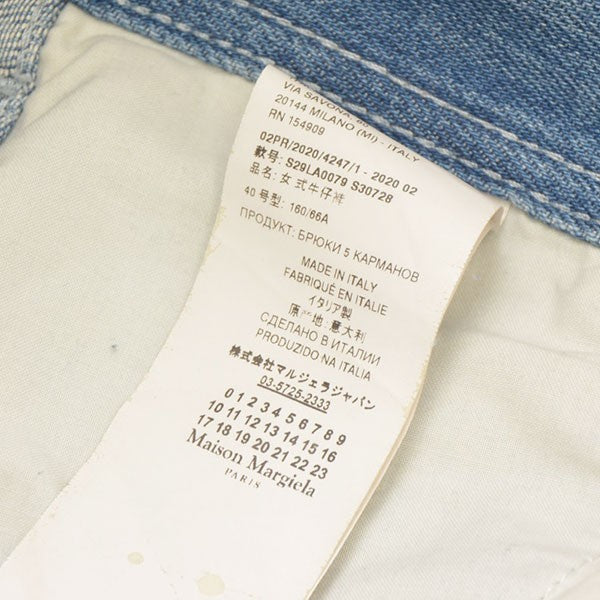 VIA SAVONA,
20144 MILANO (MI) - ITALY
RN 154909
02PR/2020/4247/1 - 2020 02
款号: S29LA0079 S30728
品名: 女式牛仔裤
40 号型: 160/66A
ПРОДУКТ: БРЮКИ 5 КАРМАНОВ
MADE IN ITALY
FABRIQUÉ EN ITALIE
イタリア製
原产地:意大利
СДЕЛАНО В ИТАЛИИ
PRODUZIDO NA ITALIA
株式会社マルジェラジャパン
03-5725-2333
0 1 2 3 4 5 6 7 8 9
10 11 12 13 14 15 16
17 18 19 20 21 22 23
Maison Margiela
PARIS